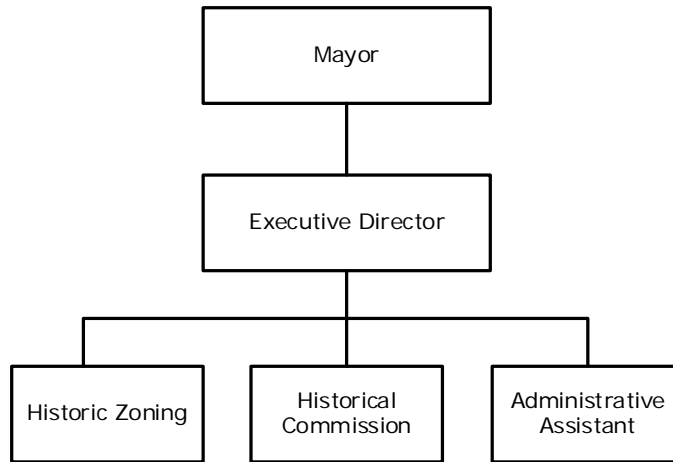 Mayor
Executive Director
Historic Zoning
Historical
Commission
Administrative
Assistant